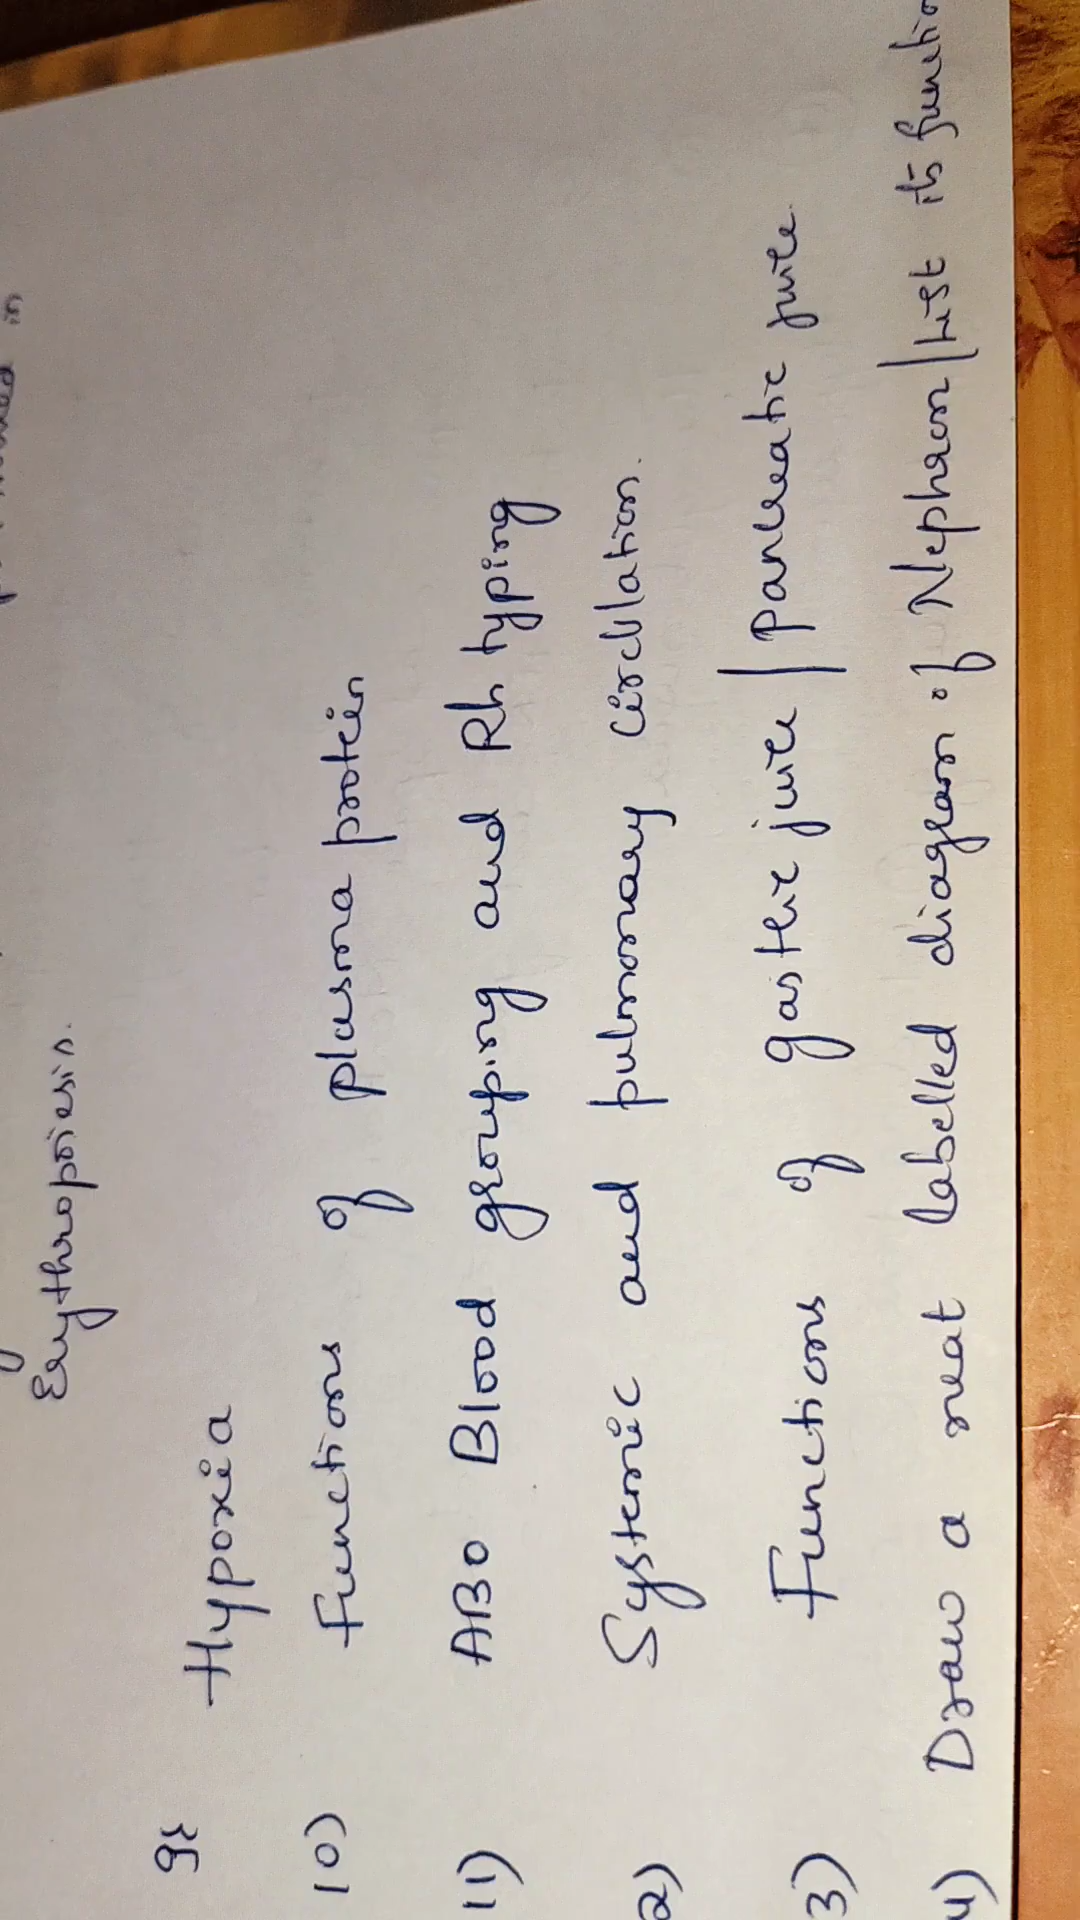 Erythropoiesis.
9} Hypoxia
10) Functions of plasma protein
11) ABO Blood grouping and Rh typing
2) Systemic and pulmonary circulation.
3) Functions of gastric juice | pancreatic juice.
4) Draw a neat labelled diagram of Nephron | List its function